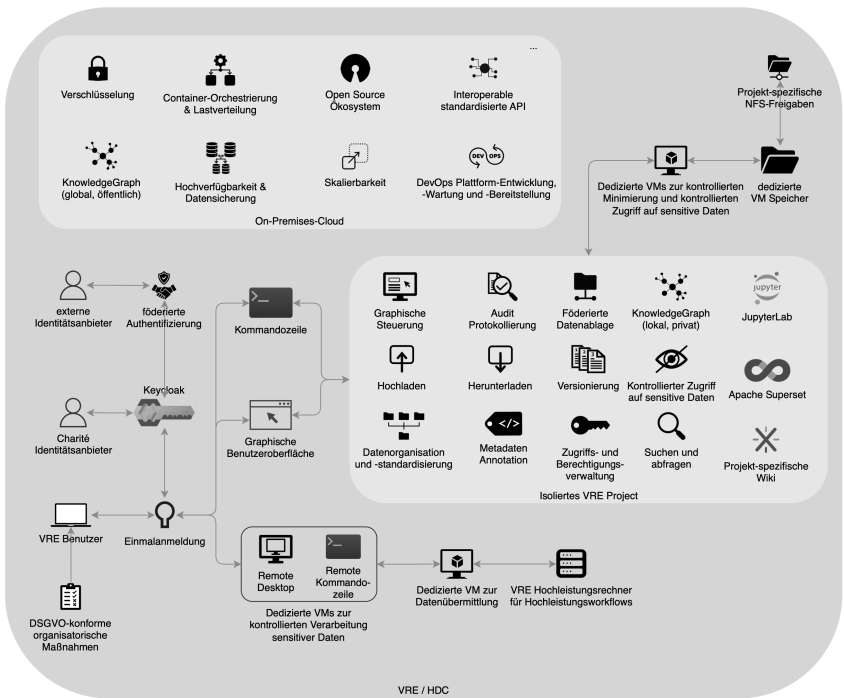 ...
Verschlüsselung
Container-Orchestrierung
& Lastverteilung
Open Source
Ökosystem
Interoperable
standardisierte API
KnowledgeGraph
(global, öffentlich)
Hochverfügbarkeit &
Datensicherung
Skalierbarkeit
DEV OPS
DevOps Plattform-Entwicklung,
-Wartung und -Bereitstellung
On-Premises-Cloud
Projekt-spezifische
NFS-Freigaben
Dedizierte VMs zur kontrollierten
Minimierung und kontrollierten
Zugriff auf sensitive Daten
dedizierte
VM Speicher
externe
Identitätsanbieter
föderierte
Authentifizierung
Keycloak
Charité
Identitätsanbieter
VRE Benutzer
Einmalanmeldung
DSGVO-konforme
organisatorische
Maßnahmen
Kommandozeile
Graphische
Benutzeroberfläche
Graphische
Steuerung
Audit
Protokollierung
Föderierte
Datenablage
KnowledgeGraph
(lokal, privat)
jupyter
JupyterLab
Hochladen
Herunterladen
1 2 3
Versionierung
Kontrollierter Zugriff
auf sensitive Daten
Apache Superset
Datenorganisation
und -standardisierung
</>
Metadaten
Annotation
Zugriffs- und
Berechtigungs-
verwaltung
Suchen und
abfragen
Projekt-spezifische
Wiki
Isoliertes VRE Project
Remote
Desktop
Remote
Kommando-
zeile
Dedizierte VMs zur
kontrollierten Verarbeitung
sensitiver Daten
Dedizierte VM zur
Datenübermittlung
VRE Hochleistungsrechner
für Hochleistungsworkflows
VRE / HDC